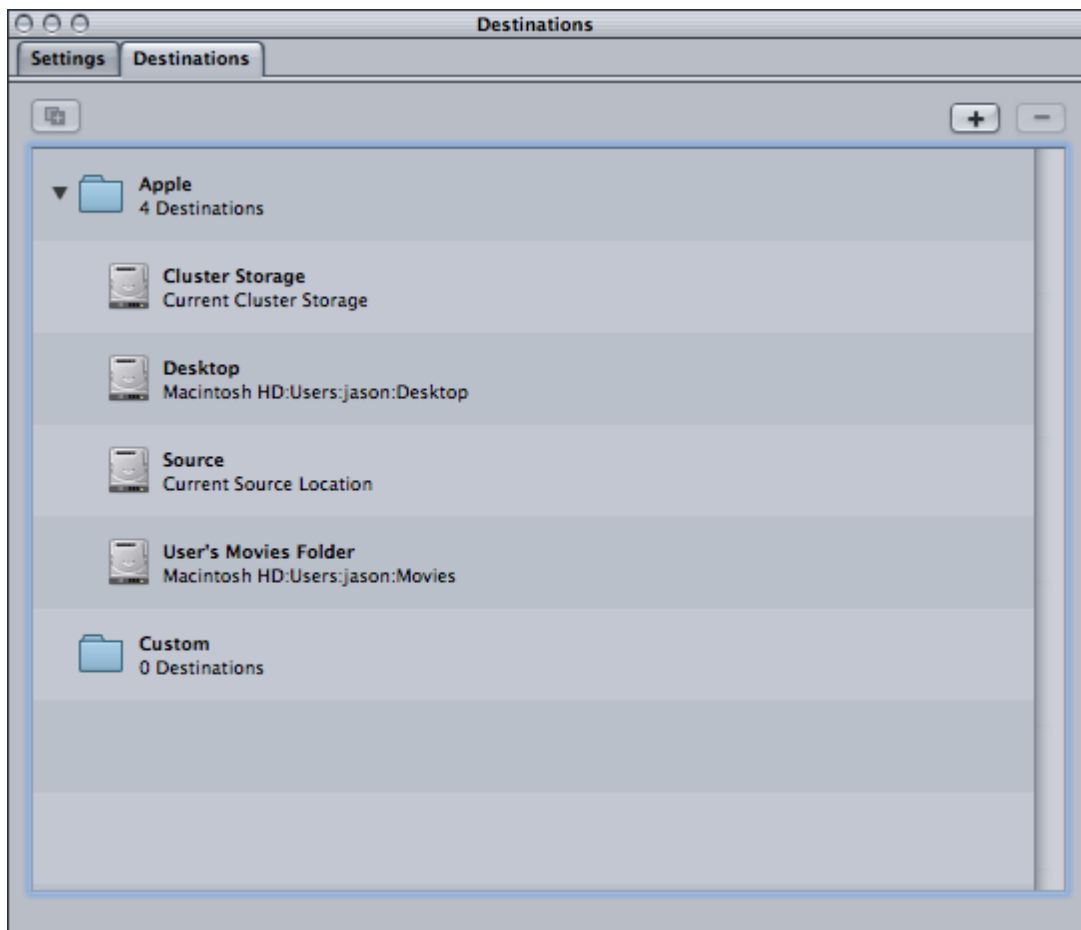 Destinations
Settings
Destinations
Apple
4 Destinations
Cluster Storage
Current Cluster Storage
Desktop
Macintosh HD:Users:jason:Desktop
Source
Current Source Location
User's Movies Folder
Macintosh HD:Users:jason:Movies
Custom
0 Destinations